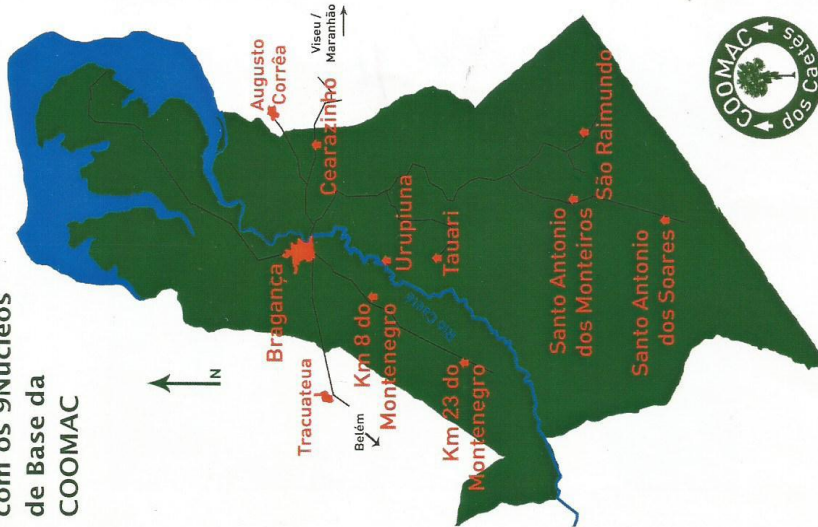 com os 9Núcleos
de Base da
COOMAC
N
Augusto
Corrêa
Viseu /
Maranhão
Cearazinho
Bragança
Tracuateua
Belém
Km 8 do
Montenegro
Km 23 do
Montenegro
Rio Caeté
Urupiuna
Tauari
Santo Antonio
dos Monteiros
São Raimundo
Santo Antonio
dos Soares
COOMAC
dos Caetés